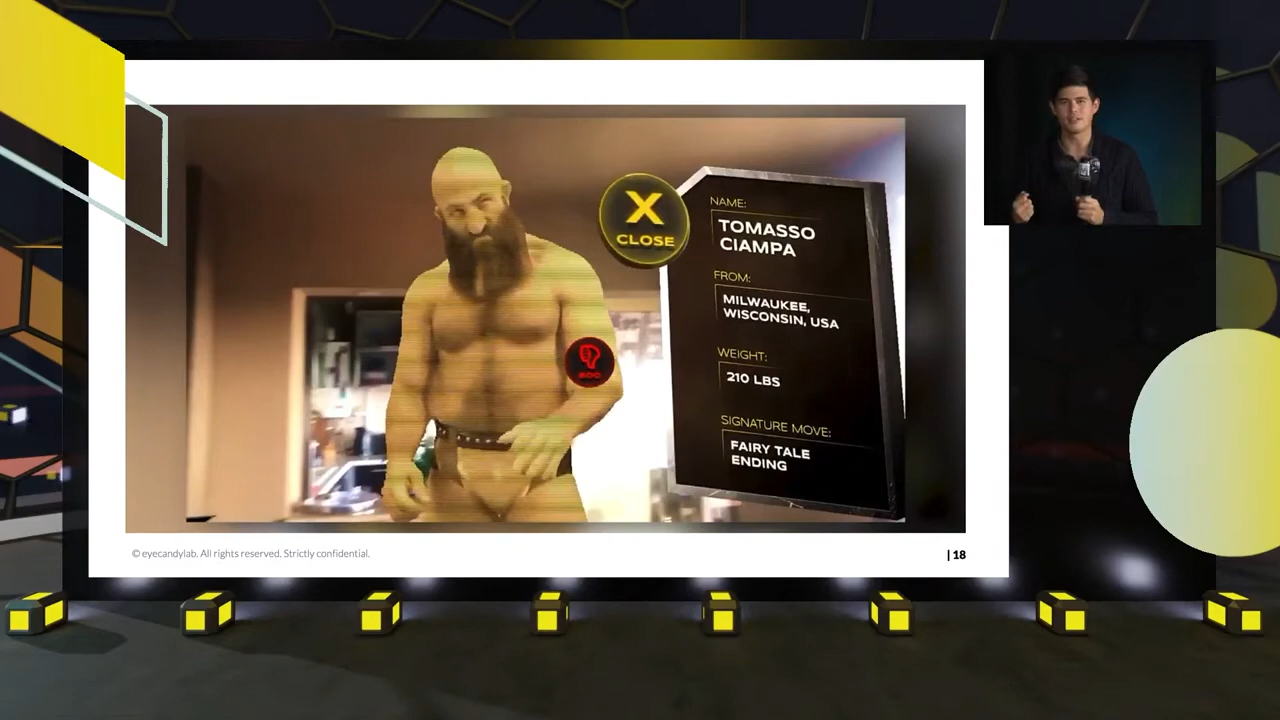 X
CLOSE
NAME:
TOMASSO
CIAMPA
FROM:
MILWAUKEE,
WISCONSIN, USA
WEIGHT:
210 LBS
SIGNATURE MOVE:
FAIRY TALE
ENDING
BOO
© eyecandylab. All rights reserved. Strictly confidential.
| 18